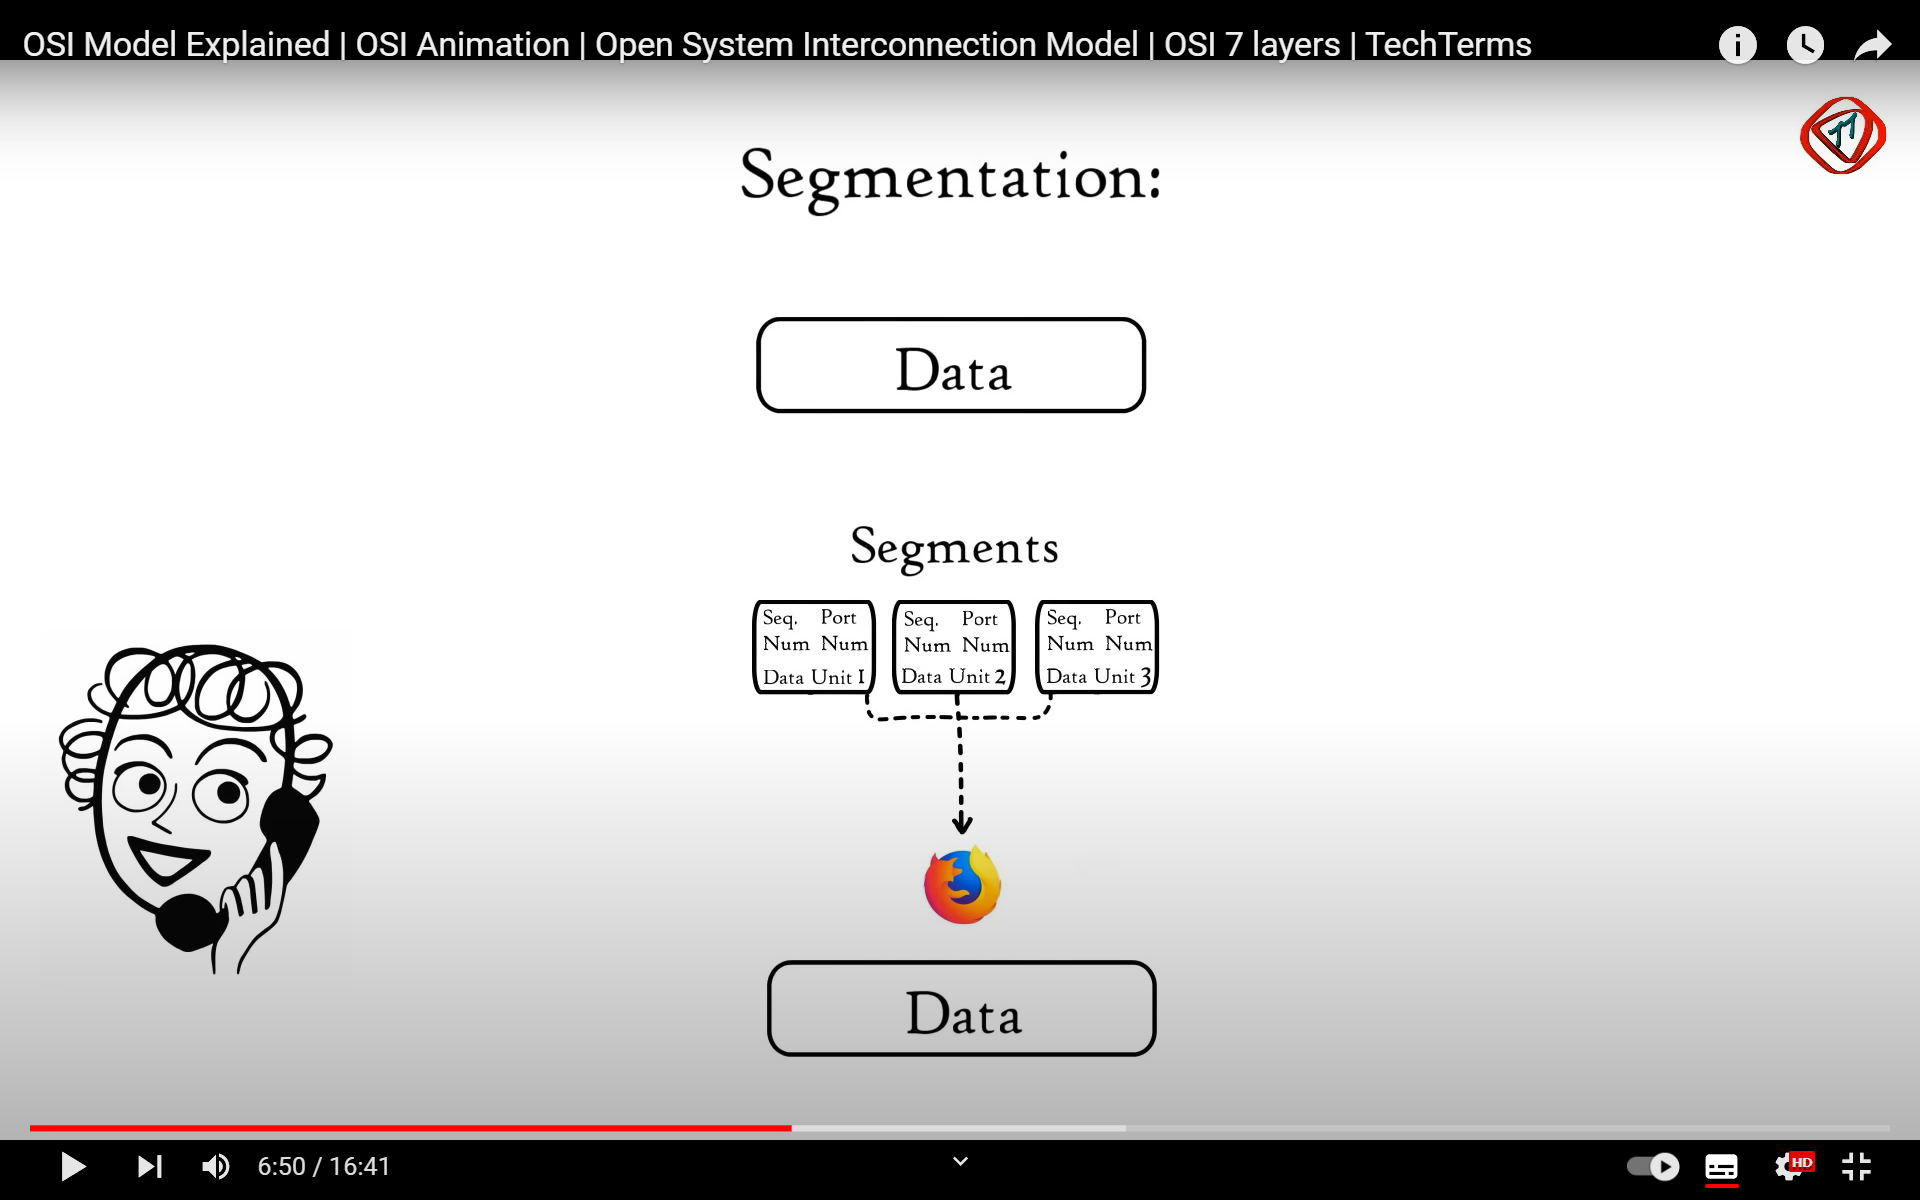 OSI Model Explained | OSI Animation | Open System Interconnection Model | OSI 7 layers | TechTerms
Segmentation:
Data
Segments
Seq. Port
Num Num
Data Unit 1
Seq. Port
Num Num
Data Unit 2
Seq. Port
Num Num
Data Unit 3
Data
6:50 / 16:41
HD